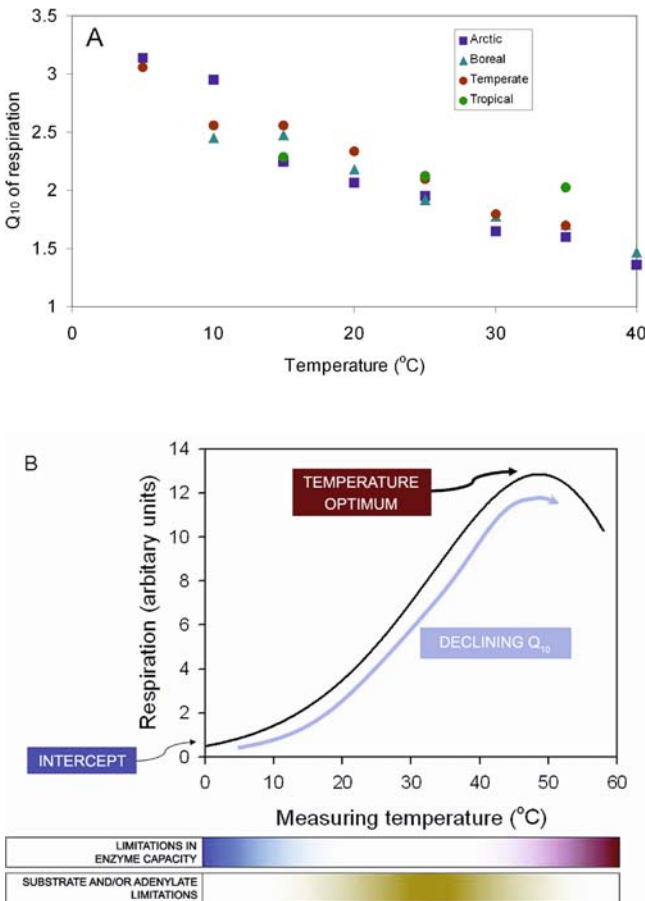 A
Arctic
Boreal
Temperate
Tropical
3.5
3
2.5
2
1.5
1
Q10 of respiration
0
10
20
30
40
Temperature (oC)
B
14
12
10
8
6
4
2
0
Respiration (arbitary units)
TEMPERATURE
OPTIMUM
DECLINING Q10
INTERCEPT
0
10
20
30
40
50
60
Measuring temperature (oC)
LIMITATIONS IN
ENZYME CAPACITY
SUBSTRATE AND/OR ADENYLATE
LIMITATIONS